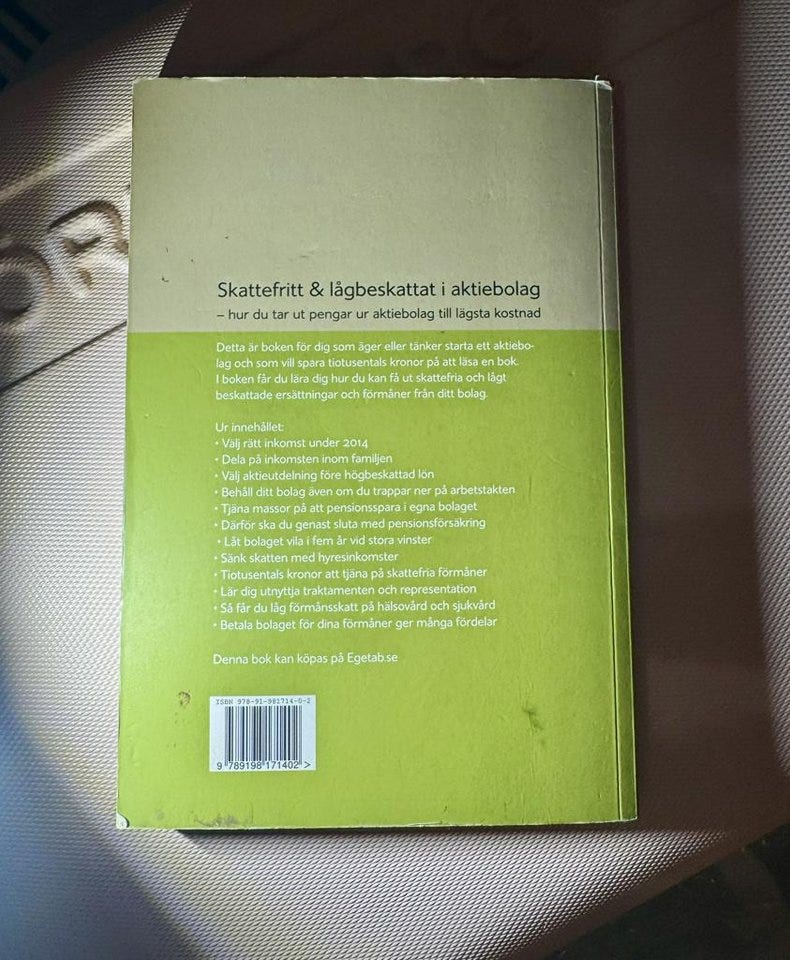 OR
Skattefritt & lågbeskattat i aktiebolag
– hur du tar ut pengar ur aktiebolag till lägsta kostnad
Detta är boken för dig som äger eller tänker starta ett aktiebo-
lag och som vill spara tiotusentals kronor på att läsa en bok.
I boken får du lära dig hur du kan få ut skattefria och lågt
beskattade ersättningar och förmåner från ditt bolag.
Ur innehållet:
• Välj rätt inkomst under 2014
• Dela på inkomsten inom familjen
• Välj aktieutdelning före högbeskattad lön
• Behåll ditt bolag även om du trappar ner på arbetstakten
• Tjäna massor på att pensionsspara i egna bolaget
• Därför ska du genast sluta med pensionsförsäkring
• Låt bolaget vila i fem år vid stora vinster
• Sänk skatten med hyresinkomster
• Tiotusentals kronor att tjäna på skattefria förmåner
• Lär dig utnyttja traktamenten och representation
• Så får du låg förmånsskatt på hälsovård och sjukvård
• Betala bolaget för dina förmåner ger många fördelar
Denna bok kan köpas på Egetab.se
ISBN 978-91-981714-0-2
9 789198 171402 >